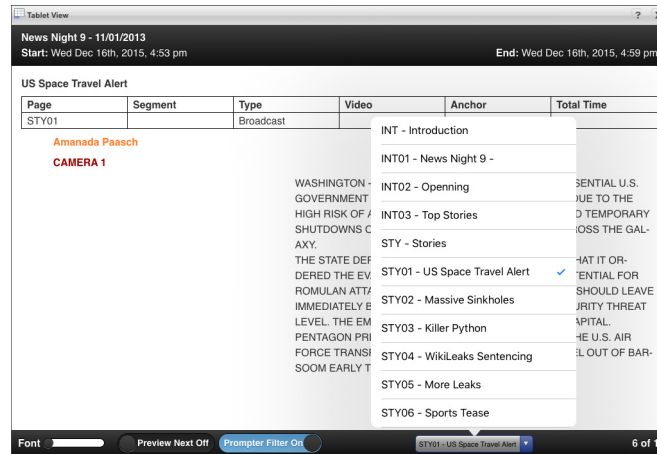 Tablet View ?
News Night 9 - 11/01/2013
Start: Wed Dec 16th, 2015, 4:53 pm End: Wed Dec 16th, 2015, 4:59 pm
US Space Travel Alert
Page Segment Type Video Anchor Total Time
STY01 Broadcast
Amanada Paasch
CAMERA 1
WASHINGTON - SENTIAL U.S.
GOVERNMENT DUE TO THE
HIGH RISK OF A D TEMPORARY
SHUTDOWNS O ROSS THE GAL-
AXY.
THE STATE DEP HAT IT OR-
DERED THE EVA TENTIAL FOR
ROMULAN ATTA SHOULD LEAVE
IMMEDIATELY B URITY THREAT
LEVEL. THE EM APITAL.
PENTAGON PRE HE U.S. AIR
FORCE TRANSF EL OUT OF BAR-
SOOM EARLY T
INT - Introduction
INT01 - News Night 9 -
INT02 - Openning
INT03 - Top Stories
STY - Stories
STY01 - US Space Travel Alert ✓
STY02 - Massive Sinkholes
STY03 - Killer Python
STY04 - WikiLeaks Sentencing
STY05 - More Leaks
STY06 - Sports Tease
Font Preview Next Off Prompter Filter On STY01 - US Space Travel Alert 6 of 1